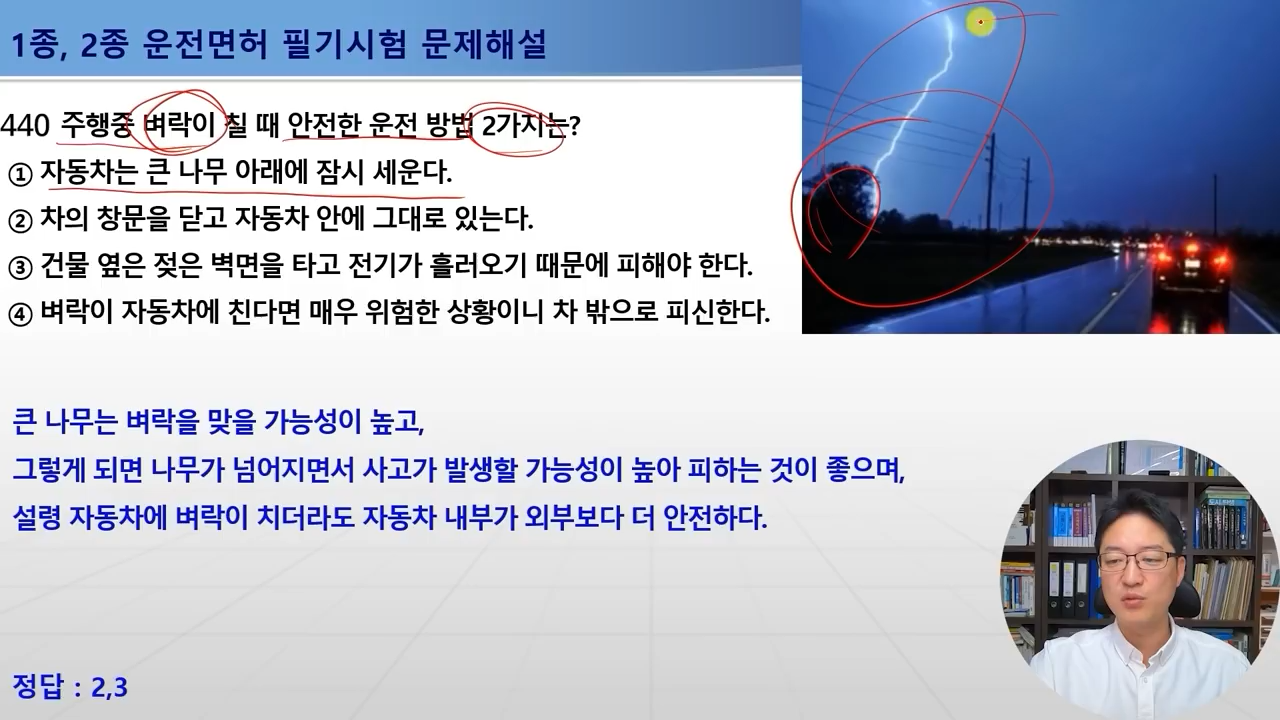 1종, 2종 운전면허 필기시험 문제해설
440 주행중 벼락이 칠 때 안전한 운전 방법 2가지는?
① 자동차는 큰 나무 아래에 잠시 세운다.
② 차의 창문을 닫고 자동차 안에 그대로 있는다.
③ 건물 옆은 젖은 벽면을 타고 전기가 흘러오기 때문에 피해야 한다.
④ 벼락이 자동차에 친다면 매우 위험한 상황이니 차 밖으로 피신한다.
큰 나무는 벼락을 맞을 가능성이 높고,
그렇게 되면 나무가 넘어지면서 사고가 발생할 가능성이 높아 피하는 것이 좋으며,
설령 자동차에 벼락이 치더라도 자동차 내부가 외부보다 더 안전하다.
정답 : 2,3